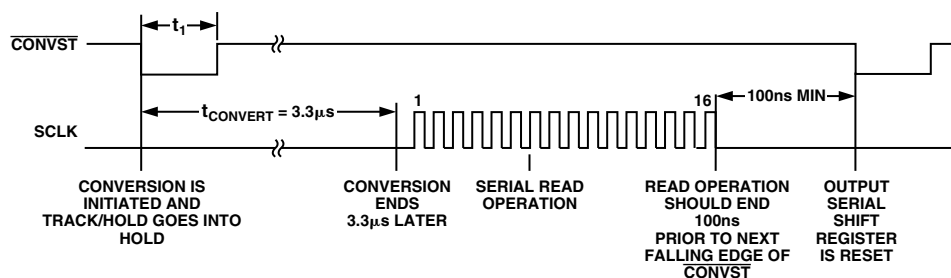 t1
CONVST
1
16
100ns MIN
tCONVERT = 3.3µs
SCLK
CONVERSION IS
INITIATED AND
TRACK/HOLD GOES INTO
HOLD
CONVERSION
ENDS
3.3µs LATER
SERIAL READ
OPERATION
READ OPERATION
SHOULD END
100ns
PRIOR TO NEXT
FALLING EDGE OF
CONVST
OUTPUT
SERIAL
SHIFT
REGISTER
IS RESET